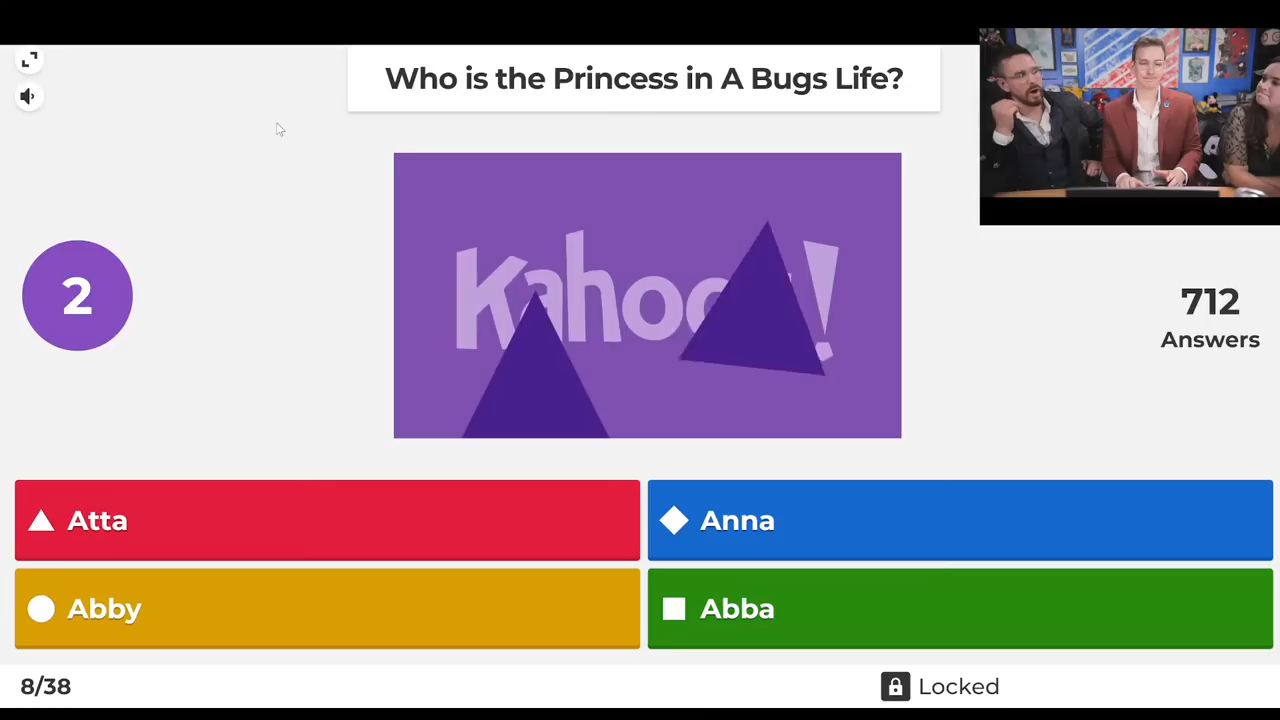 Who is the Princess in A Bugs Life?
Kahoot!
2
712
Answers
Atta
Anna
Abby
Abba
8/38
Locked